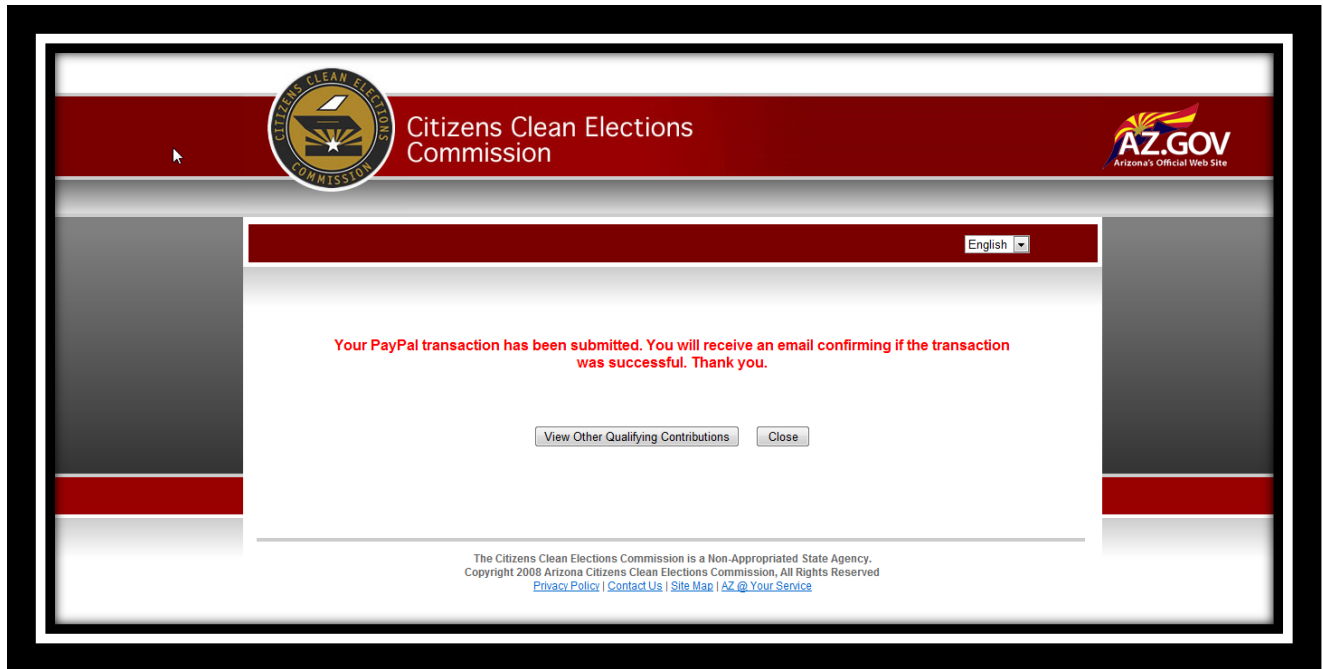 CITIZENS CLEAN ELECTIONS
COMMISSION
Citizens Clean Elections
Commission
AZ.GOV
Arizona's Official Web Site
English
Your PayPal transaction has been submitted. You will receive an email confirming if the transaction
was successful. Thank you.
View Other Qualifying Contributions Close
The Citizens Clean Elections Commission is a Non-Appropriated State Agency.
Copyright 2008 Arizona Citizens Clean Elections Commission, All Rights Reserved
Privacy Policy | Contact Us | Site Map | AZ @ Your Service